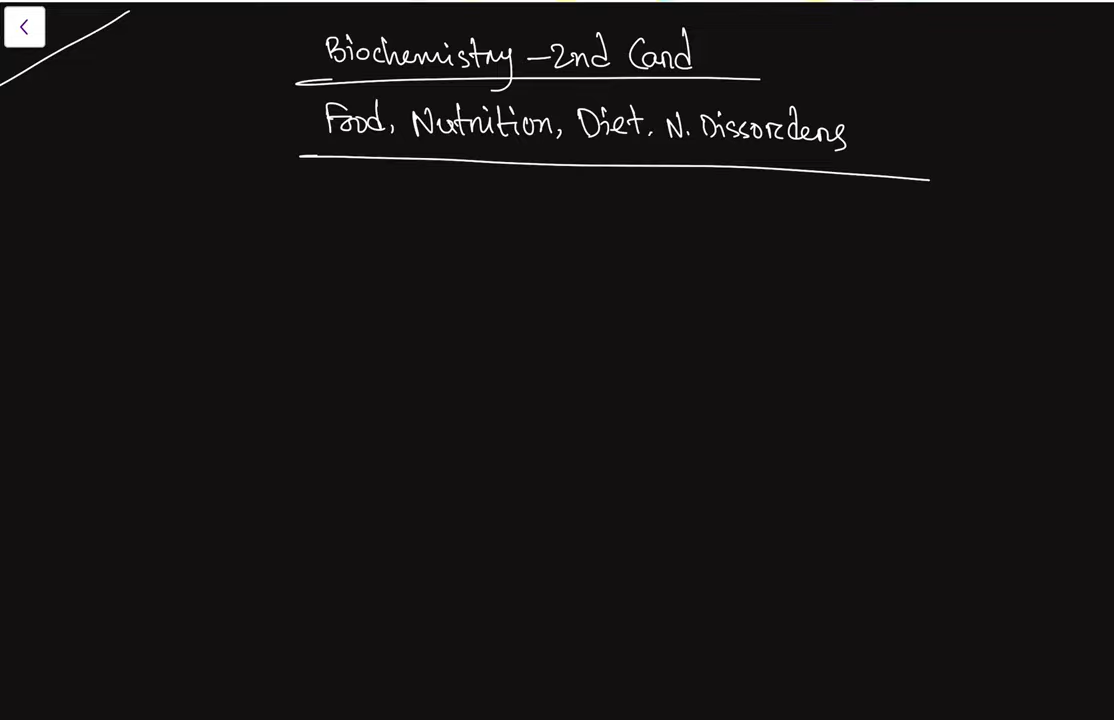 Biochemistry - 2nd Card
Food, Nutrition, Diet. N. Dissorders